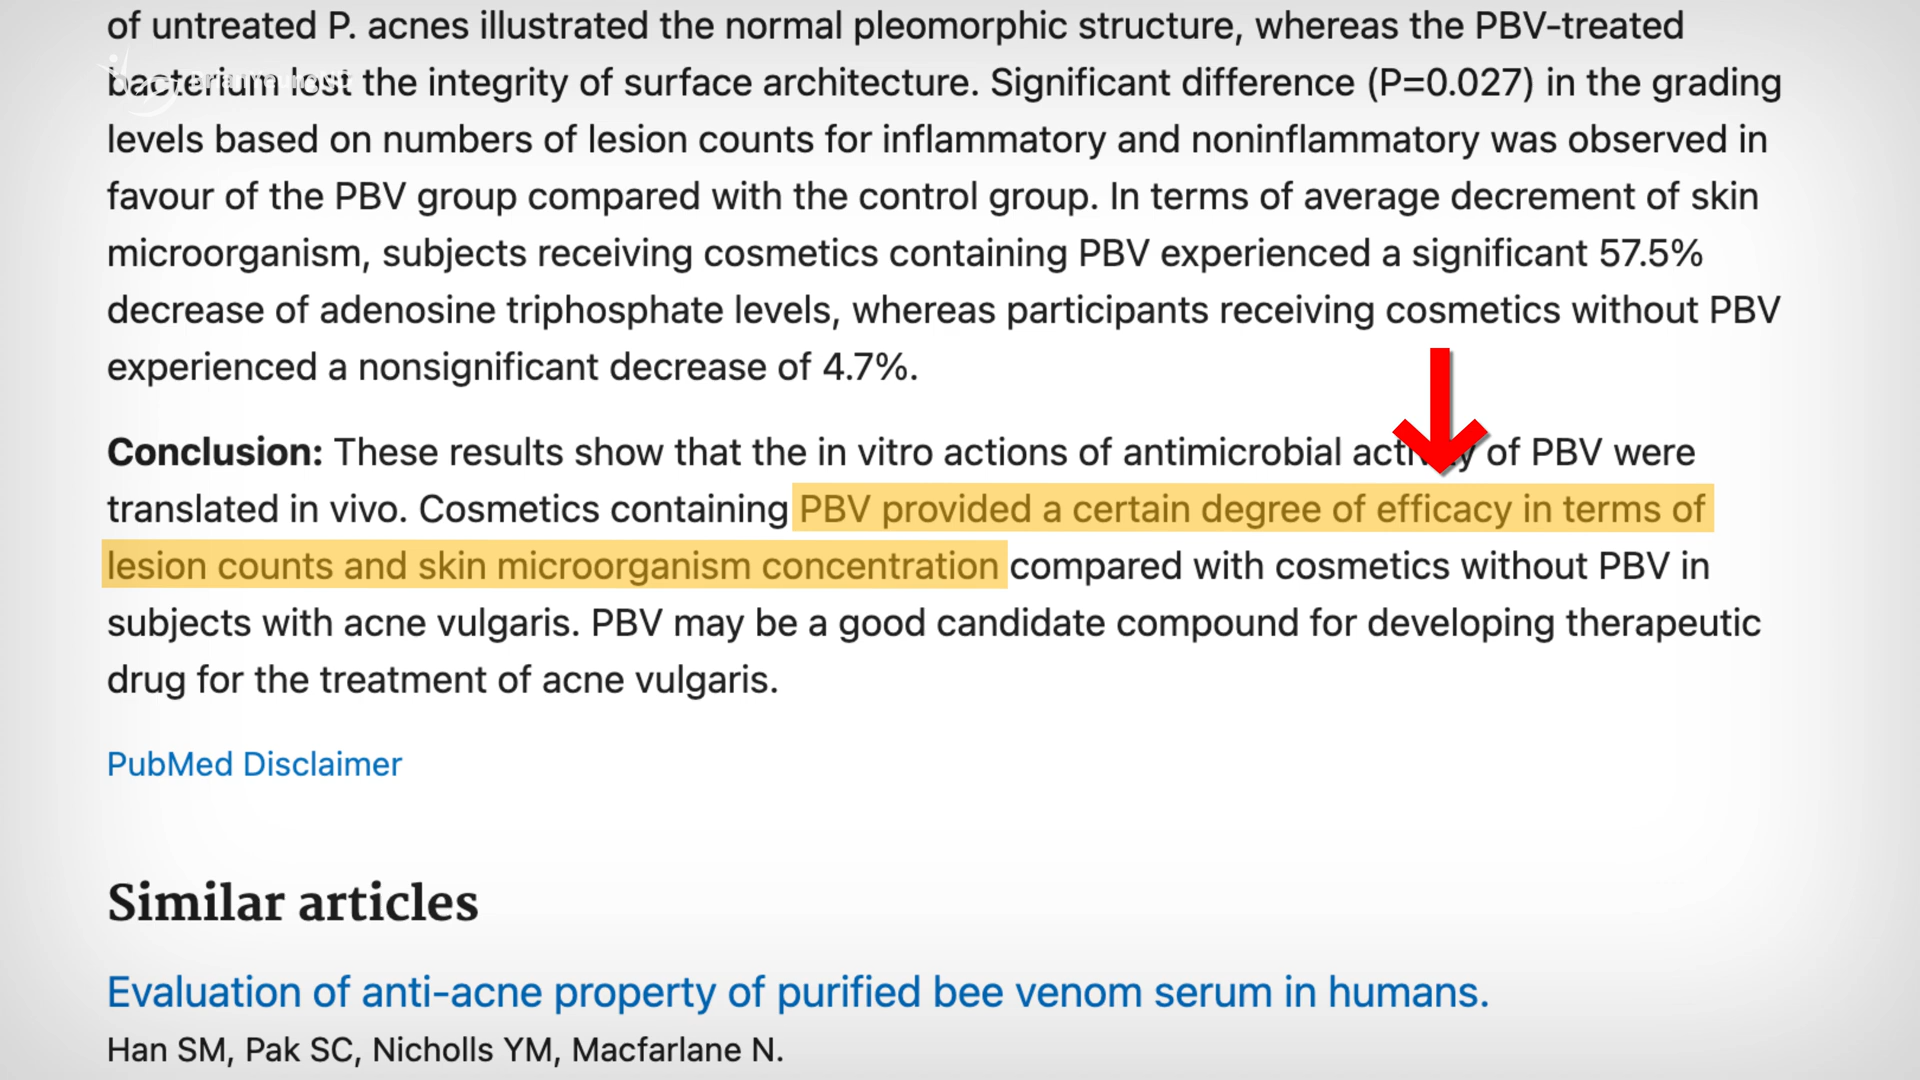 of untreated P. acnes illustrated the normal pleomorphic structure, whereas the PBV-treated
bacterium lost the integrity of surface architecture. Significant difference (P=0.027) in the grading
levels based on numbers of lesion counts for inflammatory and noninflammatory was observed in
favour of the PBV group compared with the control group. In terms of average decrement of skin
microorganism, subjects receiving cosmetics containing PBV experienced a significant 57.5%
decrease of adenosine triphosphate levels, whereas participants receiving cosmetics without PBV
experienced a nonsignificant decrease of 4.7%.
Conclusion: These results show that the in vitro actions of antimicrobial activity of PBV were
translated in vivo. Cosmetics containing PBV provided a certain degree of efficacy in terms of
lesion counts and skin microorganism concentration compared with cosmetics without PBV in
subjects with acne vulgaris. PBV may be a good candidate compound for developing therapeutic
drug for the treatment of acne vulgaris.
PubMed Disclaimer
Similar articles
Evaluation of anti-acne property of purified bee venom serum in humans.
Han SM, Pak SC, Nicholls YM, Macfarlane N.